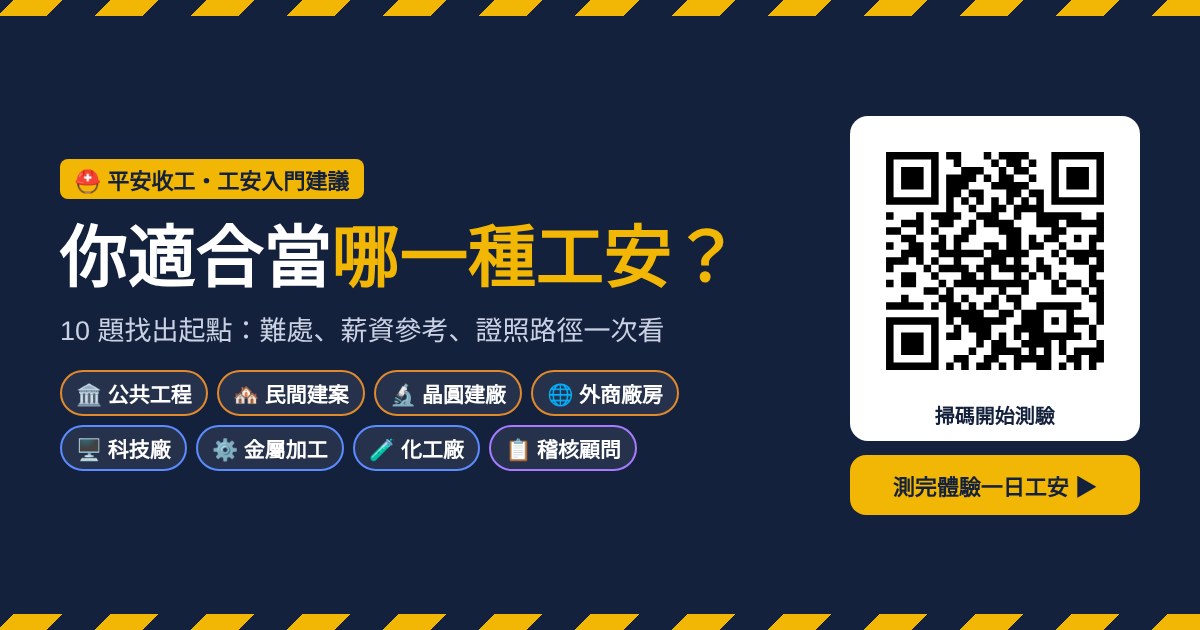 平安收工・工安入門建議
你適合當哪一種工安？
10 題找出起點：難處、薪資參考、證照路徑一次看
公共工程 民間建案 晶圓建廠 外商廠房
科技廠 金屬加工 化工廠 稽核顧問
掃碼開始測驗
測完體驗一日工安 ▶